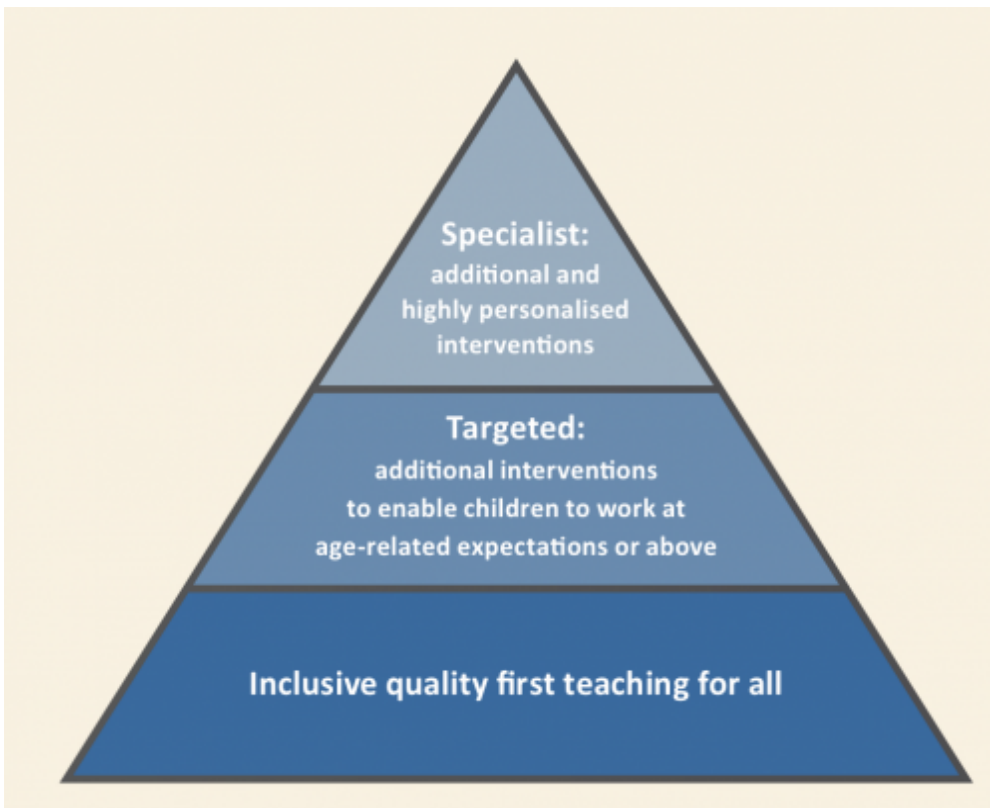 Specialist:
additional and
highly personalised
interventions
Targeted:
additional interventions
to enable children to work at
age-related expectations or above
Inclusive quality first teaching for all